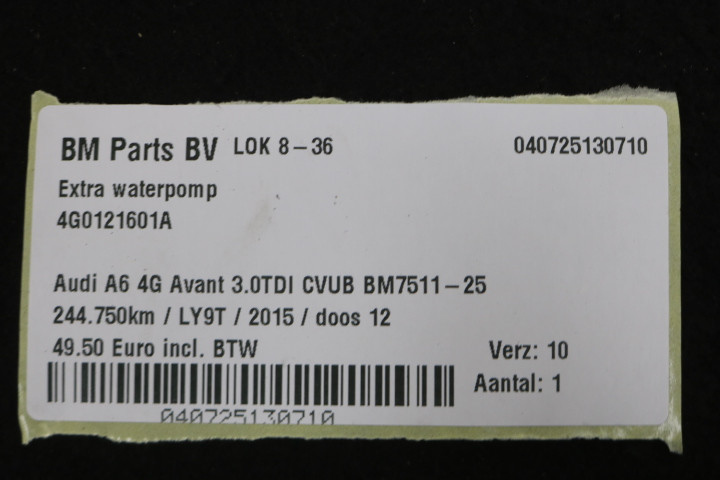 BM Parts BV LOK 8-36 040725130710
Extra waterpomp
4G0121601A
Audi A6 4G Avant 3.0TDI CVUB BM7511-25
244.750km / LY9T / 2015 / doos 12
49.50 Euro incl. BTW Verz: 10
Aantal: 1
040725130710